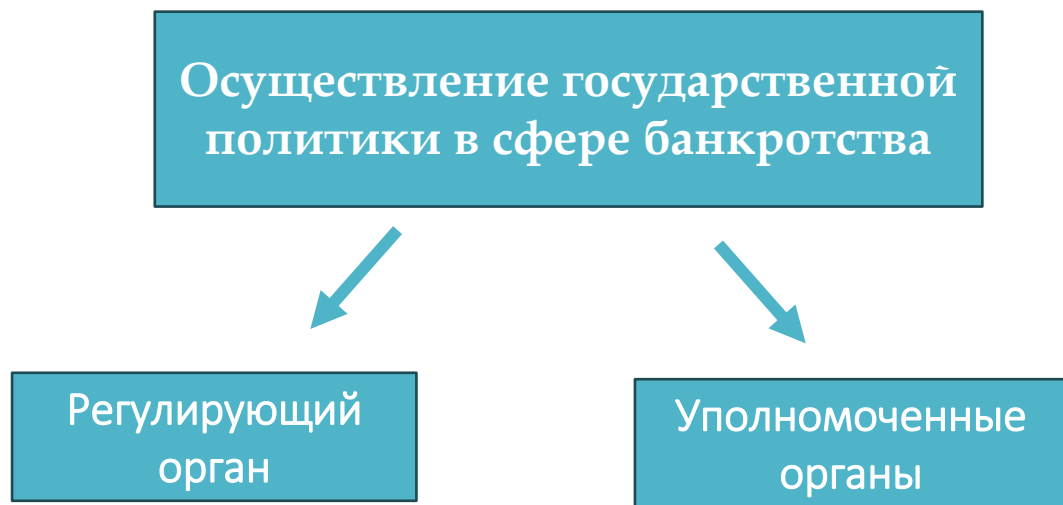 Осуществление государственной
политики в сфере банкротства
Регулирующий
орган
Уполномоченные
органы